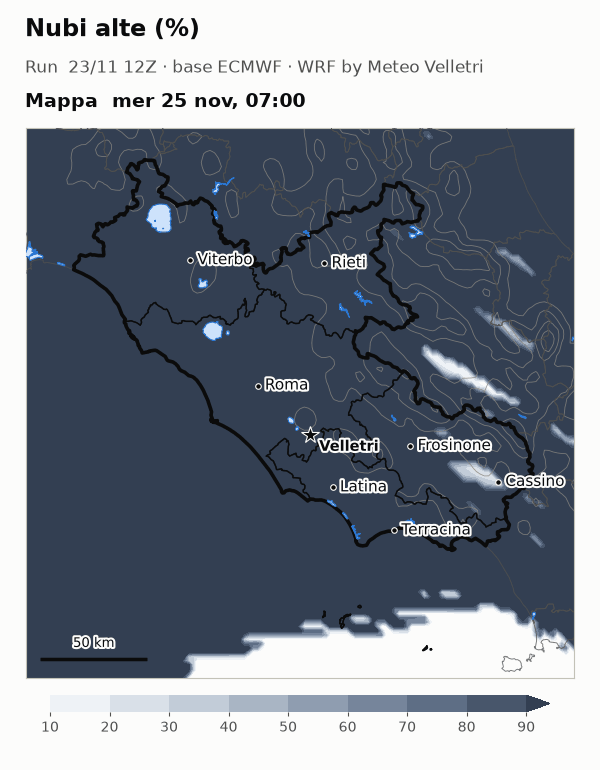 Nubi alte (%)
Run  23/11 12Z · base ECMWF · WRF by Meteo Velletri
Mappa  mer 25 nov, 07:00
Viterbo
Rieti
Roma
Velletri
Frosinone
Cassino
Latina
Terracina
50 km
10 20 30 40 50 60 70 80 90